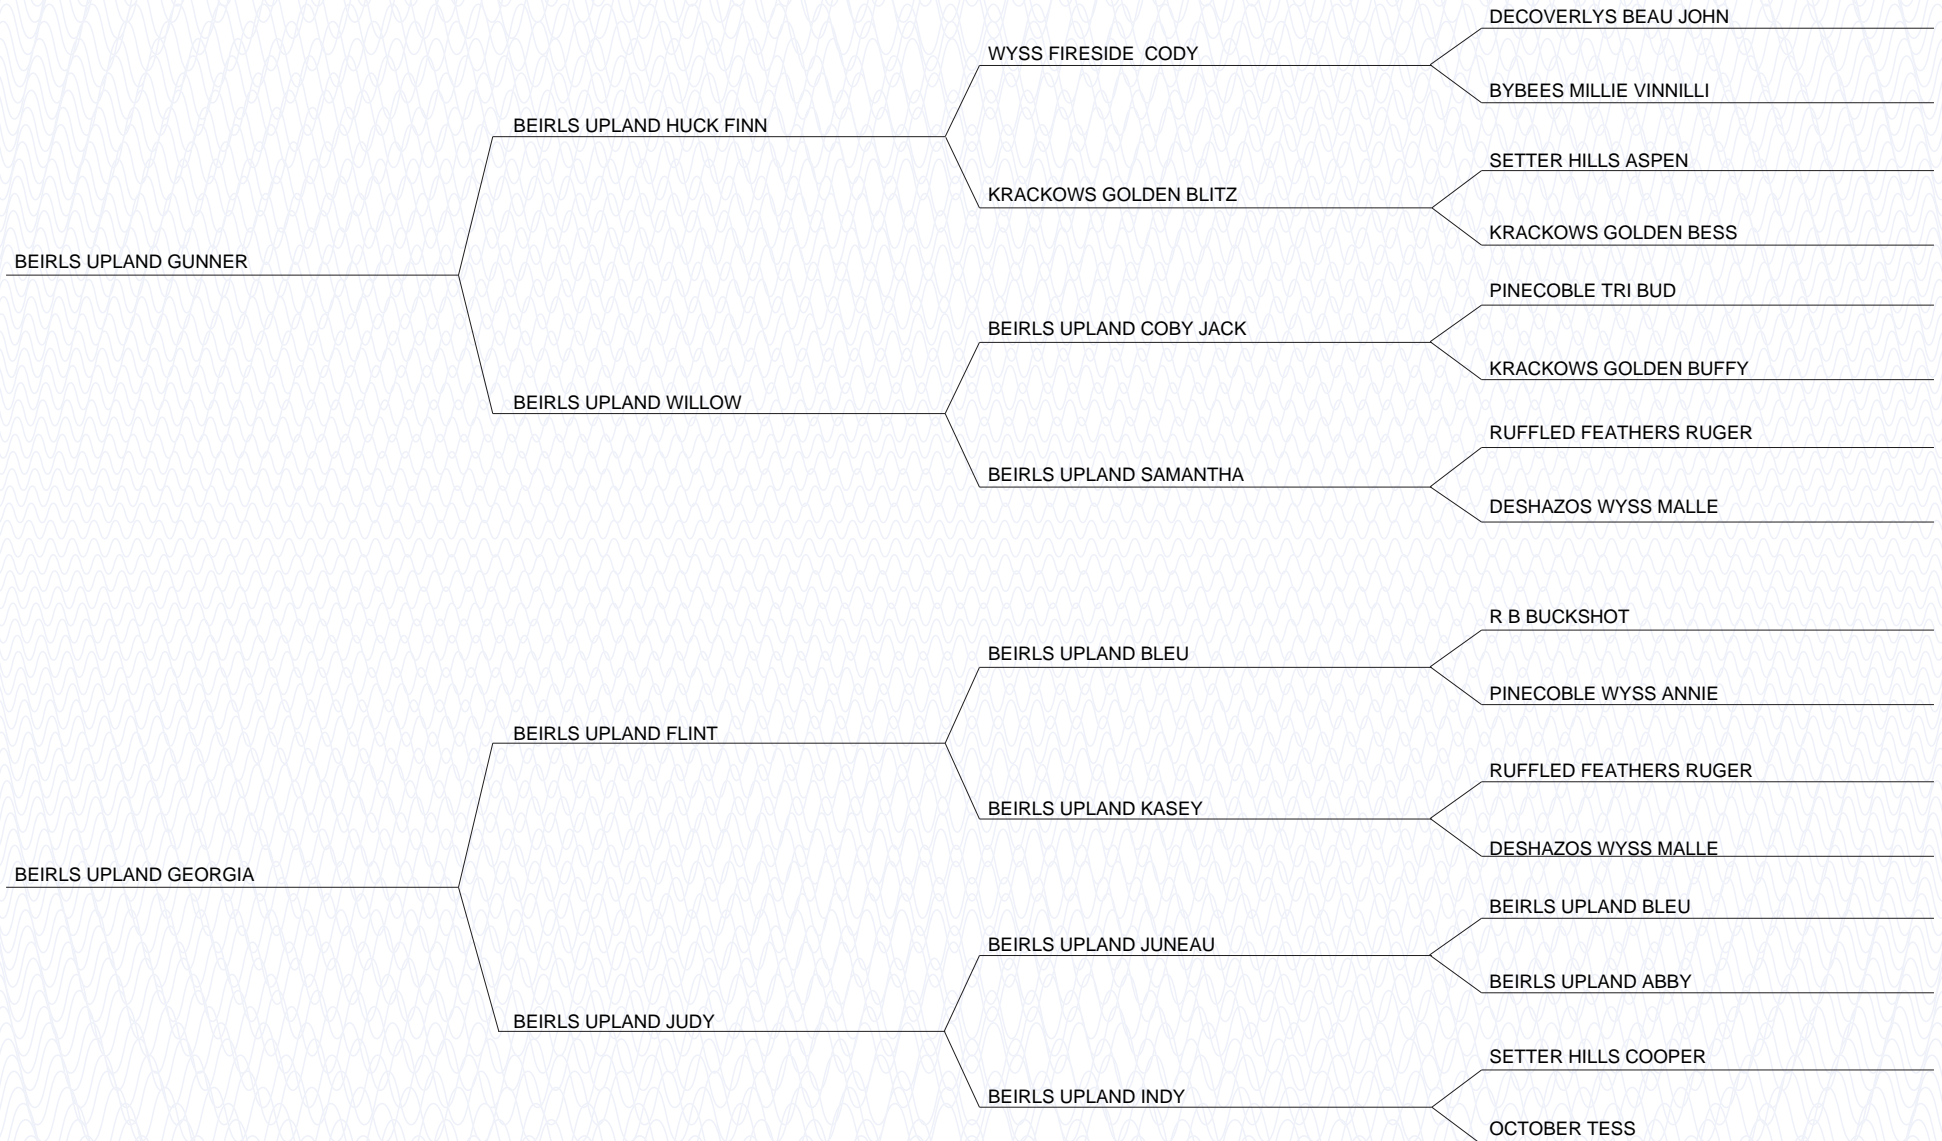 DECOVERLYS BEAU JOHN
WYSS FIRESIDE  CODY
BYBEES MILLIE VINNILLI
BEIRLS UPLAND HUCK FINN
SETTER HILLS ASPEN
KRACKOWS GOLDEN BLITZ
KRACKOWS GOLDEN BESS
BEIRLS UPLAND GUNNER
PINECOBLE TRI BUD
BEIRLS UPLAND COBY JACK
KRACKOWS GOLDEN BUFFY
BEIRLS UPLAND WILLOW
RUFFLED FEATHERS RUGER
BEIRLS UPLAND SAMANTHA
DESHAZOS WYSS MALLE
R B BUCKSHOT
BEIRLS UPLAND BLEU
PINECOBLE WYSS ANNIE
BEIRLS UPLAND FLINT
RUFFLED FEATHERS RUGER
BEIRLS UPLAND KASEY
DESHAZOS WYSS MALLE
BEIRLS UPLAND GEORGIA
BEIRLS UPLAND BLEU
BEIRLS UPLAND JUNEAU
BEIRLS UPLAND ABBY
BEIRLS UPLAND JUDY
SETTER HILLS COOPER
BEIRLS UPLAND INDY
OCTOBER TESS